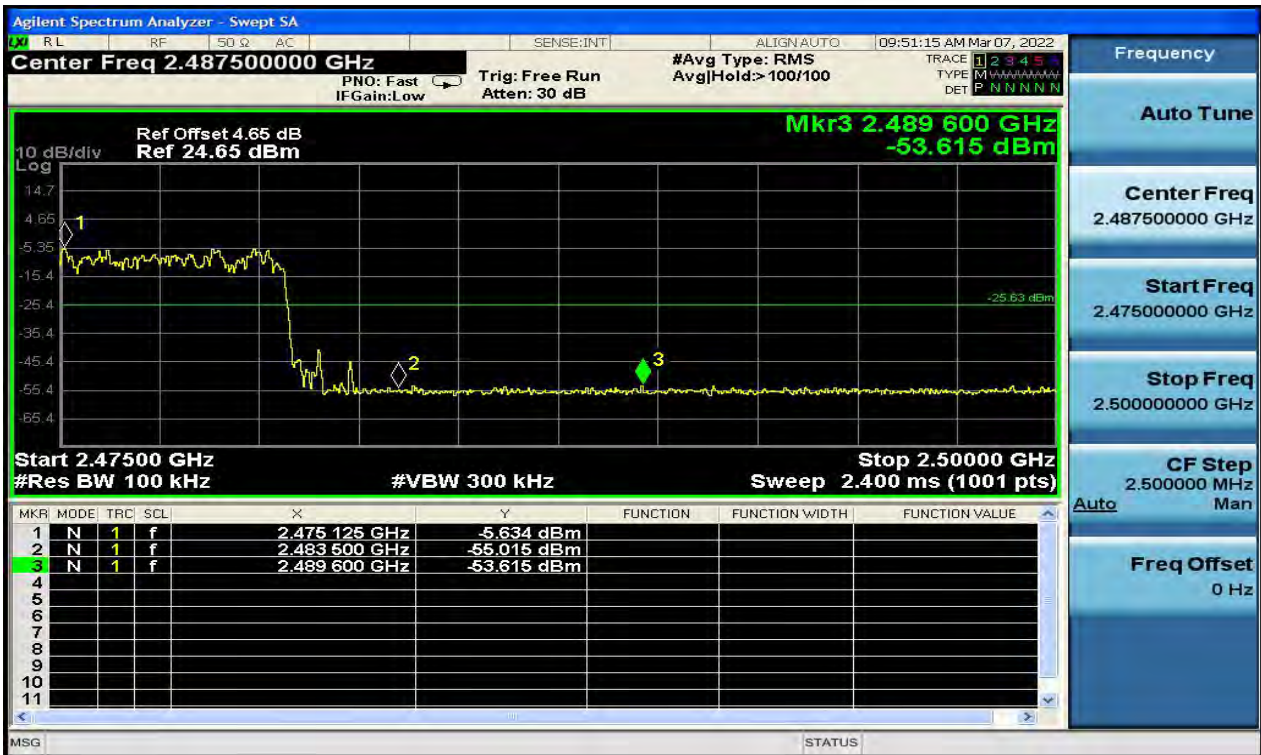 Agilent Spectrum Analyzer - Swept SA
LXI RL RF 50 Ω AC SENSE:INT ALIGNAUTO 09:51:15 AM Mar 07, 2022
Center Freq 2.487500000 GHz
PNO: Fast
IFGain:Low
Trig: Free Run
Atten: 30 dB
#Avg Type: RMS
Avg|Hold:>100/100
TRACE 1 2 3 4 5
TYPE M
DET P N N N N N
Ref Offset 4.65 dB
10 dB/div Ref 24.65 dBm
Log
Mkr3 2.489 600 GHz
-53.615 dBm
14.7
4.65
-5.35
-15.4
-25.4
-35.4
-45.4
-55.4
-65.4
1
2
3
-25.63 dBm
Start 2.47500 GHz Stop 2.50000 GHz
#Res BW 100 kHz #VBW 300 kHz Sweep 2.400 ms (1001 pts)
MKR MODE TRC SCL X Y FUNCTION FUNCTION WIDTH FUNCTION VALUE
1 N 1 f 2.475 125 GHz -5.634 dBm
2 N 1 f 2.483 500 GHz -55.015 dBm
3 N 1 f 2.489 600 GHz -53.615 dBm
4
5
6
7
8
9
10
11
MSG STATUS
Frequency
Auto Tune
Center Freq
2.487500000 GHz
Start Freq
2.475000000 GHz
Stop Freq
2.500000000 GHz
CF Step
2.500000 MHz
Auto Man
Freq Offset
0 Hz